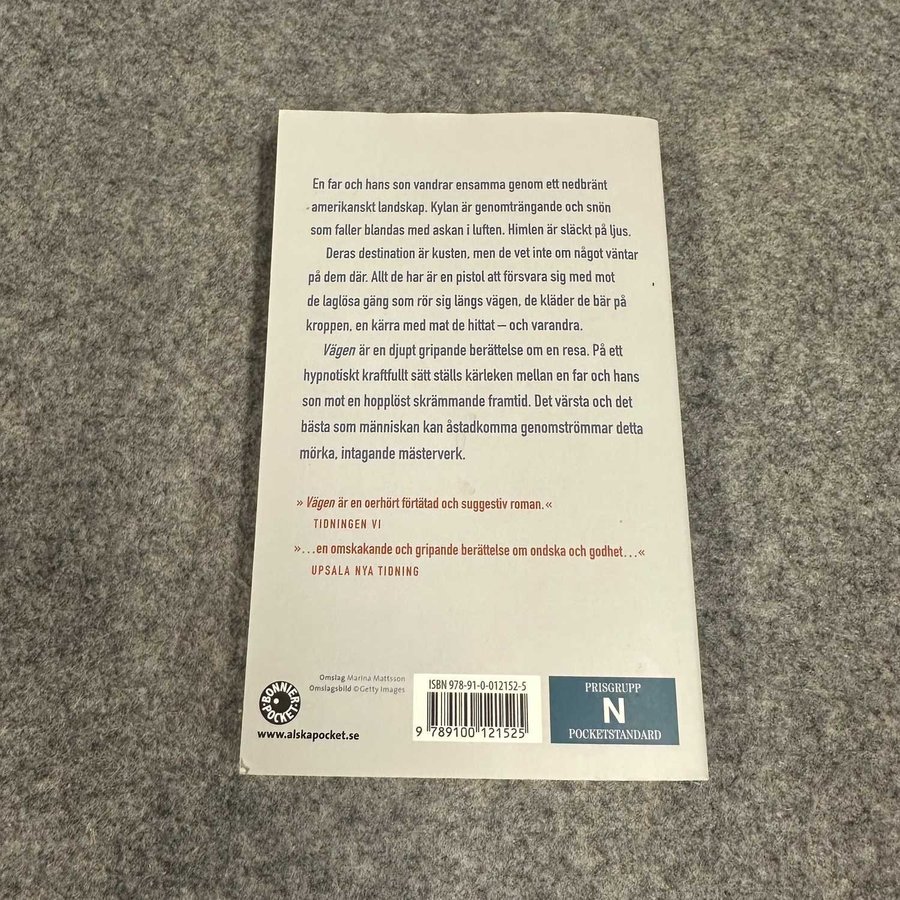 En far och hans son vandrar ensamma genom ett nedbränt
amerikanskt landskap. Kylan är genomträngande och snön
som faller blandas med askan i luften. Himlen är släckt på ljus.
Deras destination är kusten, men de vet inte om något väntar
på dem där. Allt de har är en pistol att försvara sig med mot
de laglösa gäng som rör sig längs vägen, de kläder de bär på
kroppen, en kärra med mat de hittat – och varandra.
Vägen är en djupt gripande berättelse om en resa. På ett
hypnotiskt kraftfullt sätt ställs kärleken mellan en far och hans
son mot en hopplöst skrämmande framtid. Det värsta och det
bästa som människan kan åstadkomma genomströmmar detta
mörka, intagande mästerverk.
»Vägen är en oerhört förtätad och suggestiv roman.«
TIDNINGEN VI
»...en omskakande och gripande berättelse om ondska och godhet...«
UPSALA NYA TIDNING
Omslag Marina Mattsson
Omslagsbild ©Getty Images
BONNIER POCKET
www.alskapocket.se
ISBN 978-91-0-012152-5
9 789100 121525
PRISGRUPP
N
POCKETSTANDARD